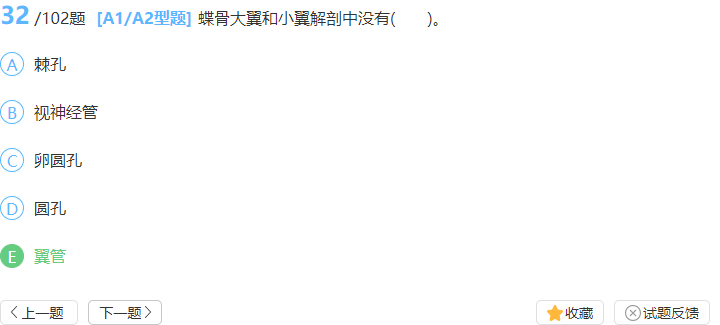 32 /102题 [A1/A2型题] 蝶骨大翼和小翼解剖中没有(　　)。
A 棘孔
B 视神经管
C 卵圆孔
D 圆孔
E 翼管
上一题 下一题 收藏 试题反馈